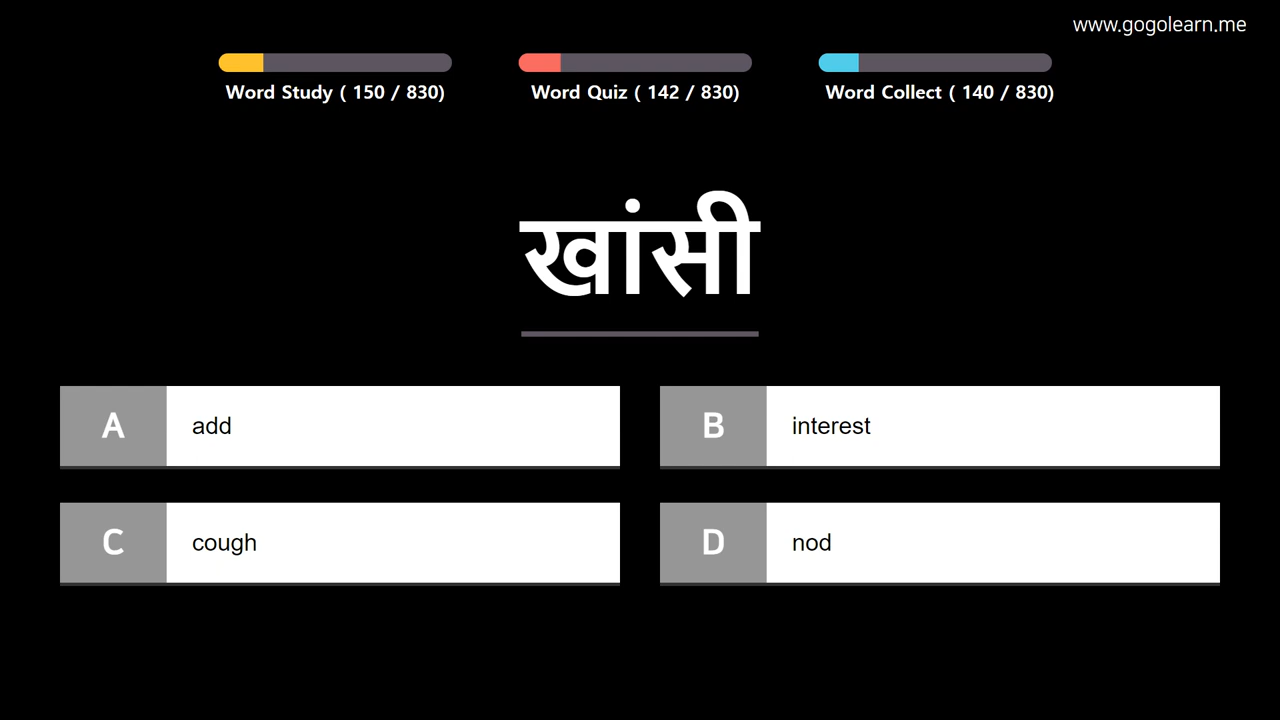 www.gogolearn.me
Word Study ( 150 / 830)
Word Quiz ( 142 / 830)
Word Collect ( 140 / 830)
खांसी
A add
B interest
C cough
D nod